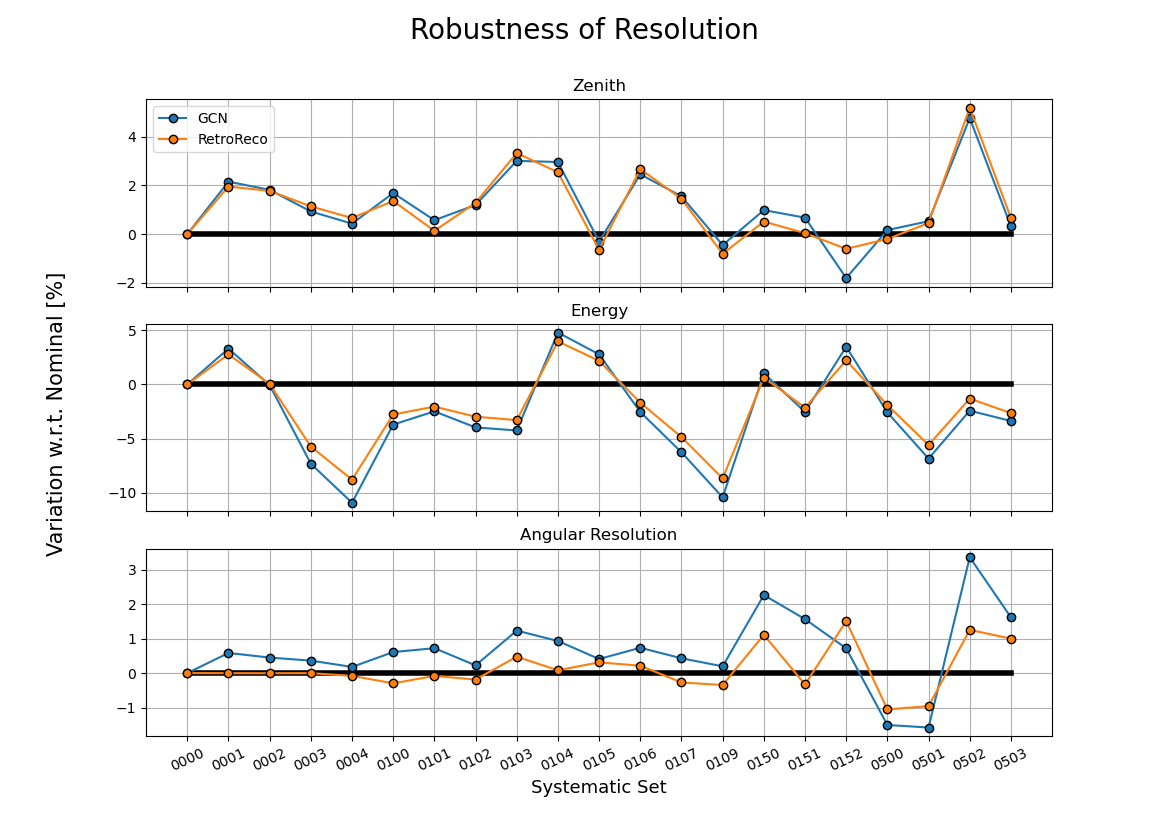 Robustness of Resolution
Zenith
GCN
RetroReco
4
2
0
−2
Energy
5
0
−5
−10
Variation w.r.t. Nominal [%]
Angular Resolution
3
2
1
0
−1
0000 0001 0002 0003 0004 0100 0101 0102 0103 0104 0105 0106 0107 0109 0150 0151 0152 0500 0501 0502 0503
Systematic Set